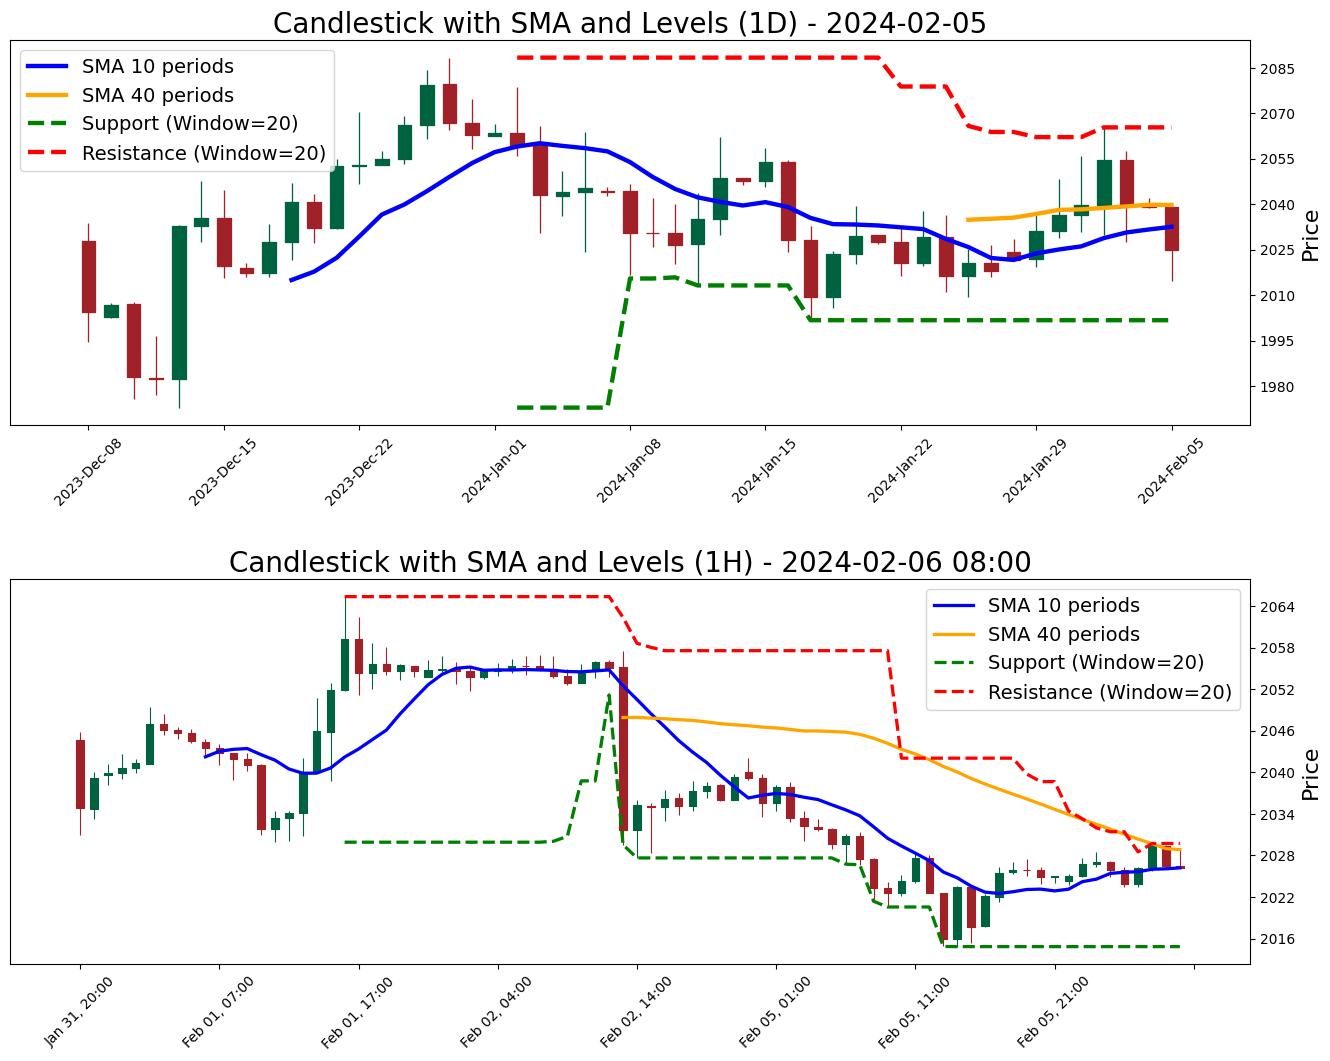 Candlestick with SMA and Levels (1D) - 2024-02-05
SMA 10 periods
SMA 40 periods
Support (Window=20)
Resistance (Window=20)
2085
2070
2055
2040
2025
2010
1995
1980
Price
2023-Dec-08
2023-Dec-15
2023-Dec-22
2024-Jan-01
2024-Jan-08
2024-Jan-15
2024-Jan-22
2024-Jan-29
2024-Feb-05
Candlestick with SMA and Levels (1H) - 2024-02-06 08:00
SMA 10 periods
SMA 40 periods
Support (Window=20)
Resistance (Window=20)
2064
2058
2052
2046
2040
2034
2028
2022
2016
Price
Jan 31, 20:00
Feb 01, 07:00
Feb 01, 17:00
Feb 02, 04:00
Feb 02, 14:00
Feb 05, 01:00
Feb 05, 11:00
Feb 05, 21:00